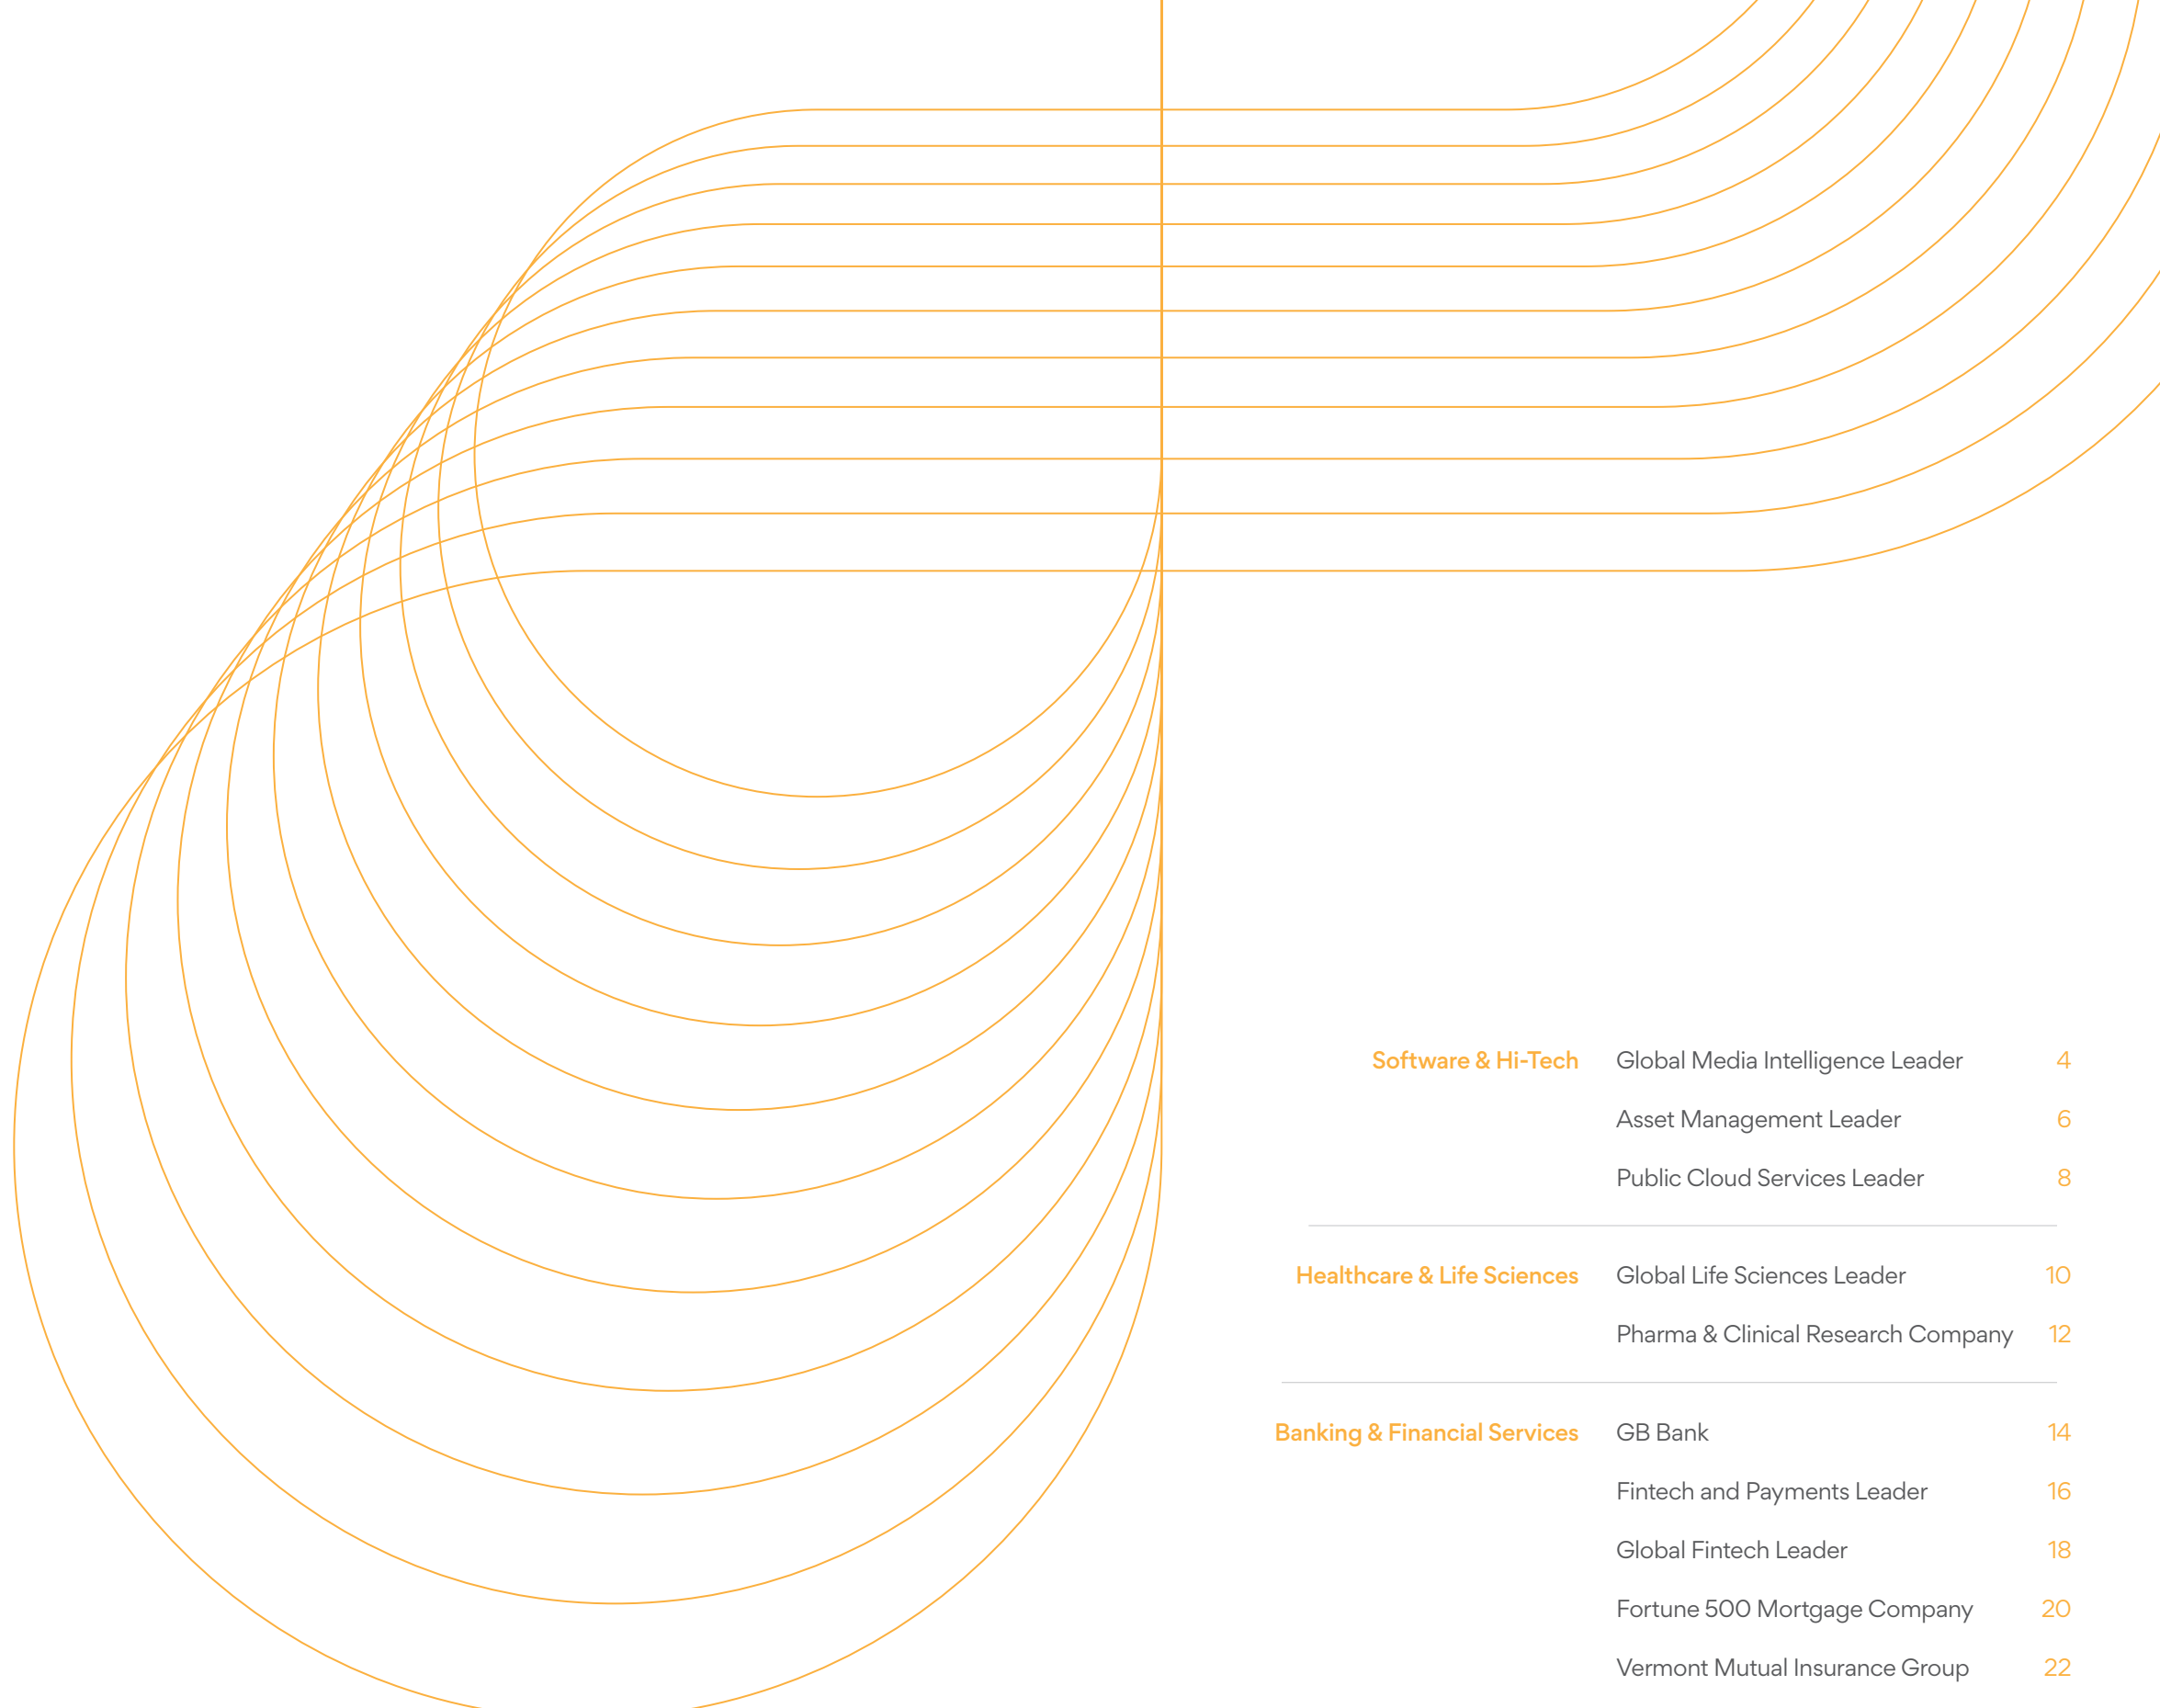 Software & Hi-Tech Global Media Intelligence Leader 4
Asset Management Leader 6
Public Cloud Services Leader 8
Healthcare & Life Sciences Global Life Sciences Leader 10
Pharma & Clinical Research Company 12
Banking & Financial Services GB Bank 14
Fintech and Payments Leader 16
Global Fintech Leader 18
Fortune 500 Mortgage Company 20
Vermont Mutual Insurance Group 22